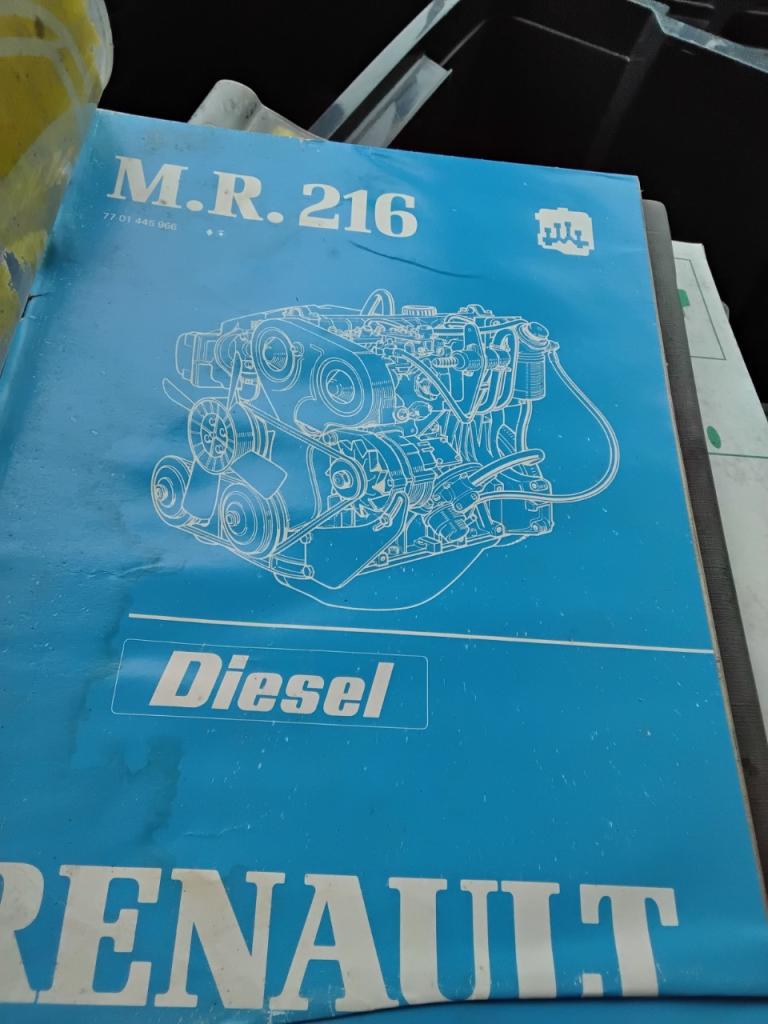 M.R. 216
77 01 445 966
Diesel
RENAULT